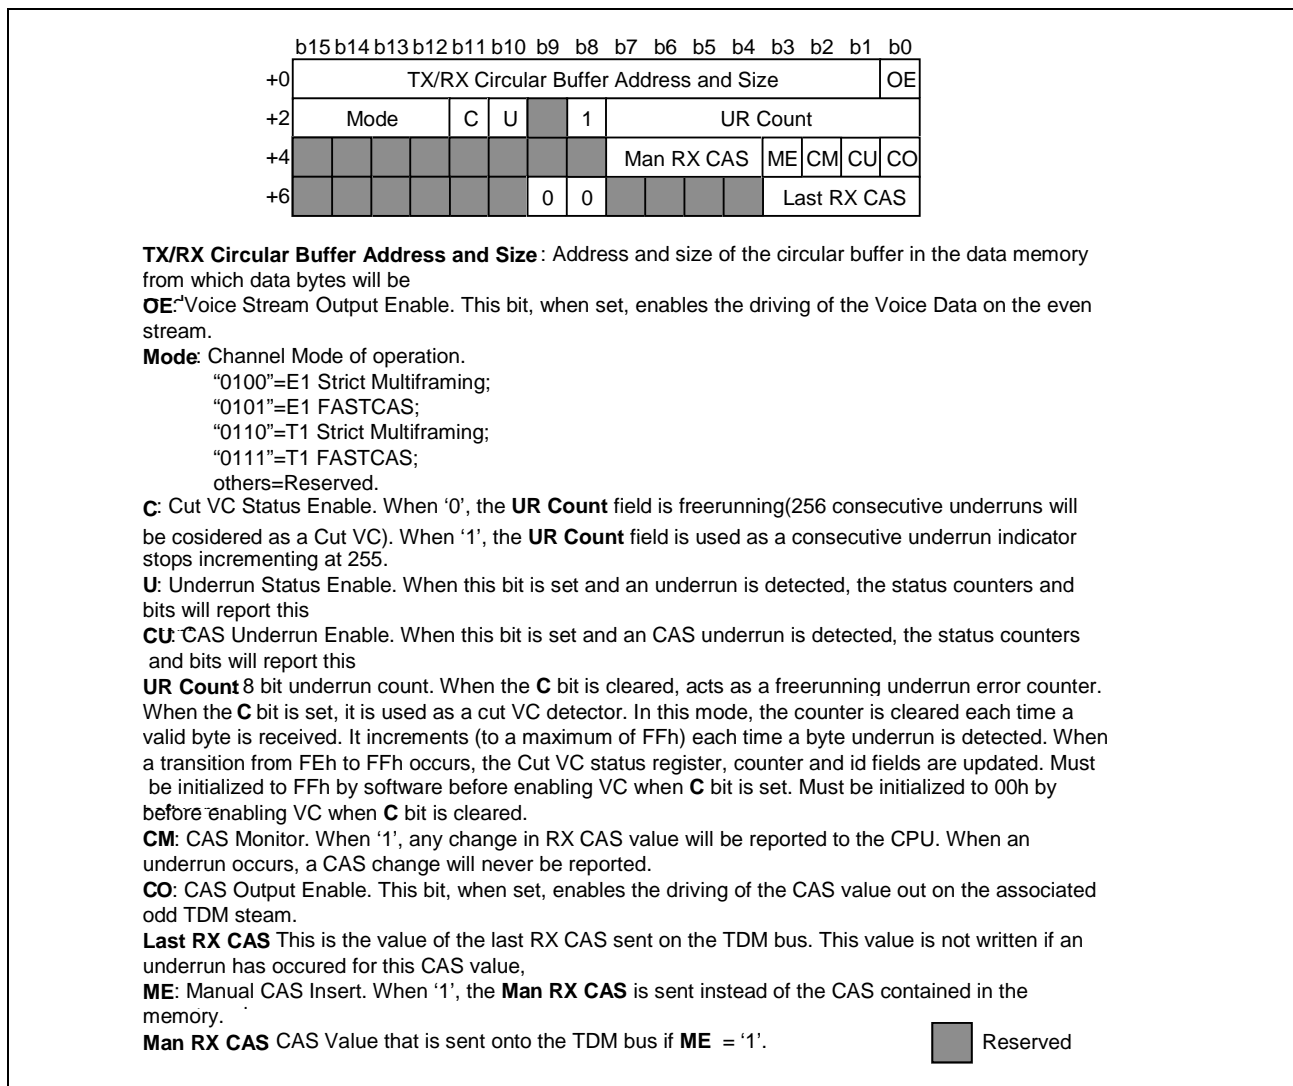 b15 b14 b13 b12 b11 b10 b9 b8 b7 b6 b5 b4 b3 b2 b1 b0
+0 TX/RX Circular Buffer Address and Size OE
+2 Mode C U 1 UR Count
+4 Man RX CAS ME CM CU CO
+6 0 0 Last RX CAS
TX/RX Circular Buffer Address and Size: Address and size of the circular buffer in the data memory
from which data bytes will be
OE: Voice Stream Output Enable. This bit, when set, enables the driving of the Voice Data on the even
stream.
Mode: Channel Mode of operation.
“0100”=E1 Strict Multiframing;
“0101”=E1 FASTCAS;
“0110”=T1 Strict Multiframing;
“0111”=T1 FASTCAS;
others=Reserved.
C: Cut VC Status Enable. When ‘0’, the UR Count field is freerunning(256 consecutive underruns will
be cosidered as a Cut VC). When ‘1’, the UR Count field is used as a consecutive underrun indicator
stops incrementing at 255.
U: Underrun Status Enable. When this bit is set and an underrun is detected, the status counters and
bits will report this
CU: CAS Underrun Enable. When this bit is set and an CAS underrun is detected, the status counters
and bits will report this
UR Count 8 bit underrun count. When the C bit is cleared, acts as a freerunning underrun error counter.
When the C bit is set, it is used as a cut VC detector. In this mode, the counter is cleared each time a
valid byte is received. It increments (to a maximum of FFh) each time a byte underrun is detected. When
a transition from FEh to FFh occurs, the Cut VC status register, counter and id fields are updated. Must
be initialized to FFh by software before enabling VC when C bit is set. Must be initialized to 00h by
before enabling VC when C bit is cleared.
CM: CAS Monitor. When ‘1’, any change in RX CAS value will be reported to the CPU. When an
underrun occurs, a CAS change will never be reported.
CO: CAS Output Enable. This bit, when set, enables the driving of the CAS value out on the associated
odd TDM steam.
Last RX CAS This is the value of the last RX CAS sent on the TDM bus. This value is not written if an
underrun has occured for this CAS value,
ME: Manual CAS Insert. When ‘1’, the Man RX CAS is sent instead of the CAS contained in the
memory.
Man RX CAS CAS Value that is sent onto the TDM bus if ME = ‘1’.
Reserved